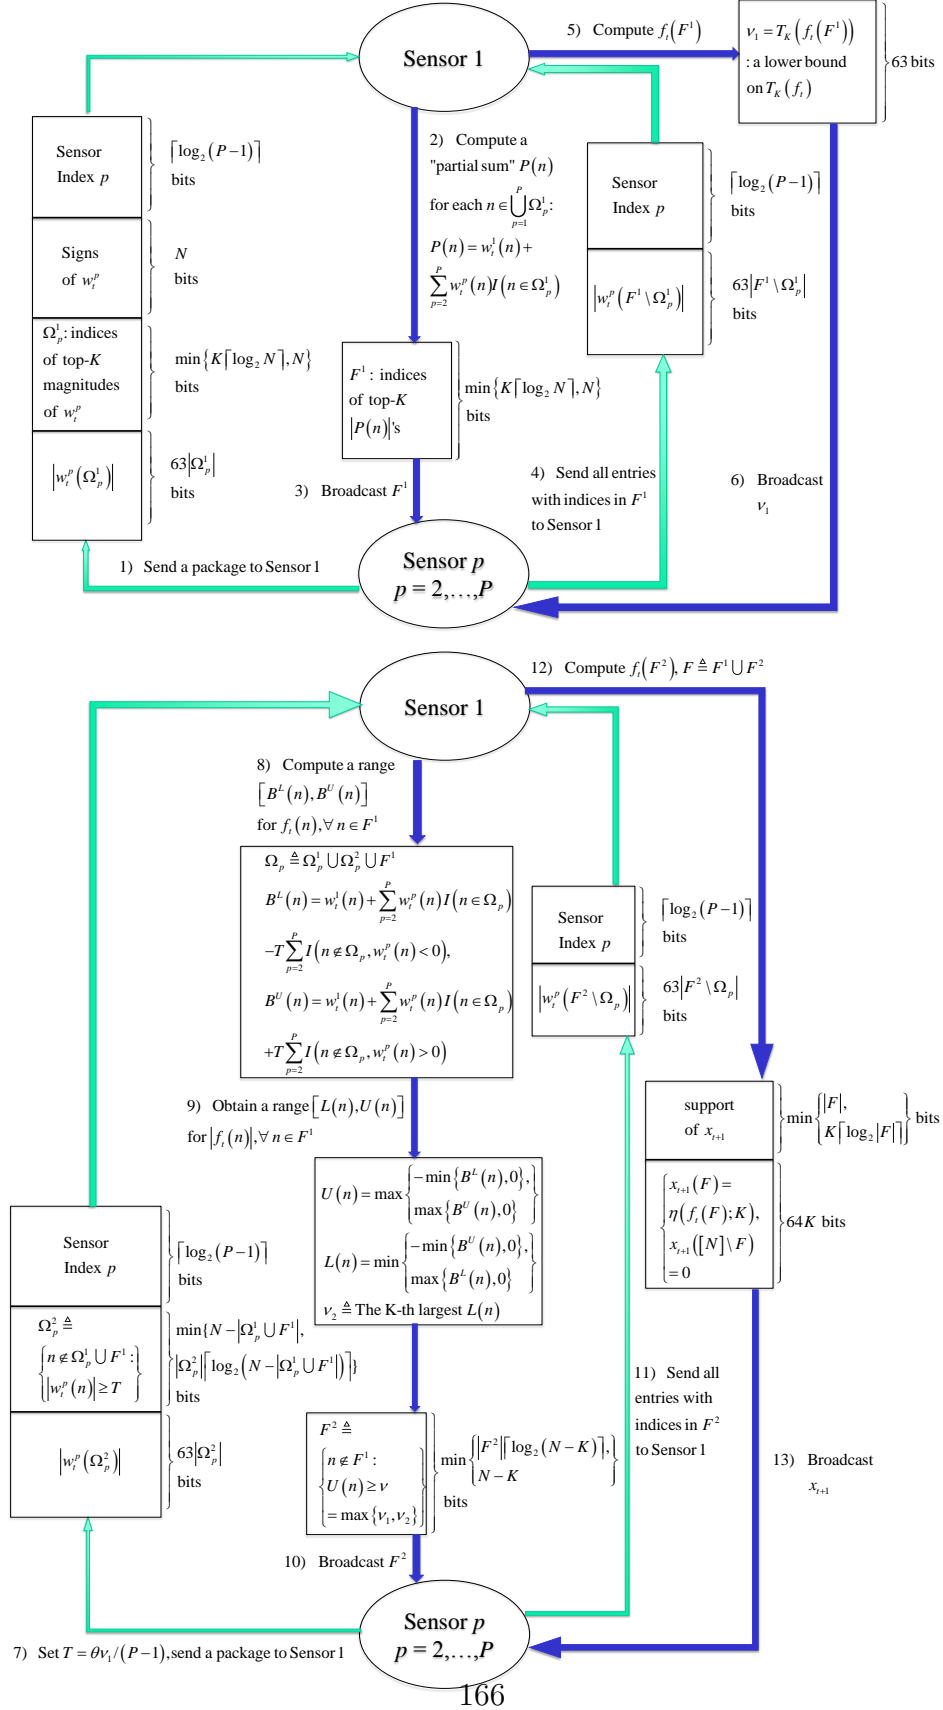 Sensor 1
5) Compute f_t(F^1)
ν_1 = T_K(f_t(F^1))
: a lower bound
on T_K(f_t)
63 bits
Sensor
Index p
⌈log_2(P−1)⌉
bits
Signs
of w_t^p
N
bits
Ω_p^1: indices
of top-K
magnitudes
of w_t^p
min{K⌈log_2 N⌉, N}
bits
|w_t^p(Ω_p^1)|
63|Ω_p^1|
bits
1) Send a package to Sensor 1
2) Compute a
"partial sum" P(n)
for each n ∈ ⋃_{p=1}^{P} Ω_p^1:
P(n) = w_t^1(n) +
∑_{p=2}^{P} w_t^p(n)I(n ∈ Ω_p^1)
F^1: indices
of top-K
|P(n)|'s
min{K⌈log_2 N⌉, N}
bits
3) Broadcast F^1
Sensor
Index p
⌈log_2(P−1)⌉
bits
|w_t^p(F^1 \ Ω_p^1)|
63|F^1 \ Ω_p^1|
bits
4) Send all entries
with indices in F^1
to Sensor 1
6) Broadcast
ν_1
Sensor p
p = 2,…,P
12) Compute f_t(F^2), F ≜ F^1 ⋃ F^2
Sensor 1
8) Compute a range
[B^L(n), B^U(n)]
for f_t(n), ∀ n ∈ F^1
Ω_p ≜ Ω_p^1 ⋃ Ω_p^2 ⋃ F^1
B^L(n) = w_t^1(n) + ∑_{p=2}^{P} w_t^p(n)I(n ∈ Ω_p)
−T∑_{p=2}^{P} I(n ∉ Ω_p, w_t^p(n) < 0),
B^U(n) = w_t^1(n) + ∑_{p=2}^{P} w_t^p(n)I(n ∈ Ω_p)
+T∑_{p=2}^{P} I(n ∉ Ω_p, w_t^p(n) > 0)
9) Obtain a range [L(n), U(n)]
for |f_t(n)|, ∀ n ∈ F^1
U(n) = max{−min{B^L(n), 0},
max{B^U(n), 0}}
L(n) = min{−min{B^U(n), 0},
max{B^L(n), 0}}
ν_2 ≜ The K-th largest L(n)
F^2 ≜
{n ∉ F^1:
U(n) ≥ ν
= max{ν_1, ν_2}}
min{|F^2|⌈log_2(N−K)⌉,
N−K}
bits
10) Broadcast F^2
Sensor
Index p
⌈log_2(P−1)⌉
bits
|w_t^p(F^2 \ Ω_p)|
63|F^2 \ Ω_p|
bits
11) Send all
entries with
indices in F^2
to Sensor 1
support
of x_{t+1}
min{|F|,
K⌈log_2|F|⌉} bits
{x_{t+1}(F) =
η(f_t(F);K),
x_{t+1}([N] \ F)
= 0
64K bits
13) Broadcast
x_{t+1}
Sensor
Index p
⌈log_2(P−1)⌉
bits
Ω_p^2 ≜
{n ∉ Ω_p^1 ⋃ F^1:
|w_t^p(n)| ≥ T}
min{N−|Ω_p^1 ⋃ F^1|,
|Ω_p^2|⌈log_2(N−|Ω_p^1 ⋃ F^1|)⌉}
bits
|w_t^p(Ω_p^2)|
63|Ω_p^2|
bits
7) Set T = θν_1/(P−1), send a package to Sensor 1
Sensor p
p = 2,…,P
166